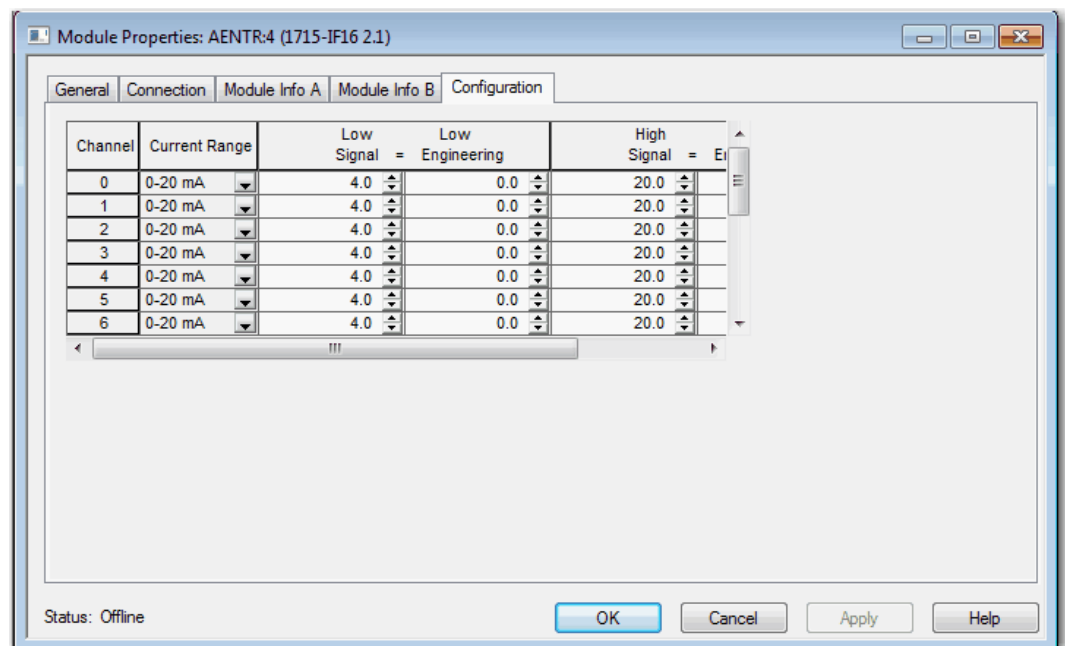 Module Properties: AENTR:4 (1715-IF16 2.1)
General Connection Module Info A Module Info B Configuration
Channel Current Range Low Signal = Low Engineering High Signal = E
0 0-20 mA 4.0 0.0 20.0
1 0-20 mA 4.0 0.0 20.0
2 0-20 mA 4.0 0.0 20.0
3 0-20 mA 4.0 0.0 20.0
4 0-20 mA 4.0 0.0 20.0
5 0-20 mA 4.0 0.0 20.0
6 0-20 mA 4.0 0.0 20.0
Status: Offline OK Cancel Apply Help